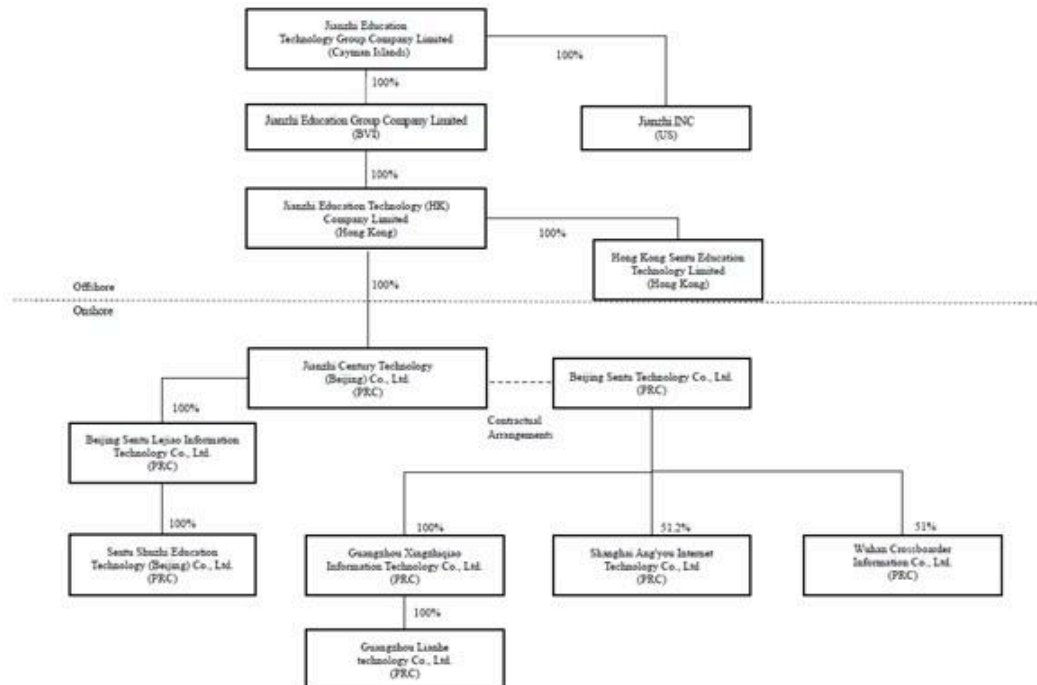 Jianzhi Education
Technology Group Company Limited
(Cayman Islands)
100%
100%
Jianzhi Education Group Company Limited
(BVI)
Jianzhi INC
(US)
100%
Jianzhi Education Technology (HK)
Company Limited
(Hong Kong)
100%
Hong Kong Sentu Education
Technology Limited
(Hong Kong)
100%
Offshore
Onshore
Jianzhi Century Technology
(Beijing) Co., Ltd.
(PRC)
Beijing Sentu Technology Co., Ltd.
(PRC)
Contractual
Arrangements
100%
Beijing Sentu Lejiao Information
Technology Co., Ltd.
(PRC)
100%
Sentu Shuzhi Education
Technology (Beijing) Co., Ltd.
(PRC)
100%
Guangzhou Xingzhiqiao
Information Technology Co., Ltd.
(PRC)
51.2%
Shanghai Ang'you Internet
Technology Co., Ltd
(PRC)
51%
Wuhan Crossboarder
Information Co., Ltd.
(PRC)
100%
Guangzhou Lianhe
technology Co., Ltd.
(PRC)